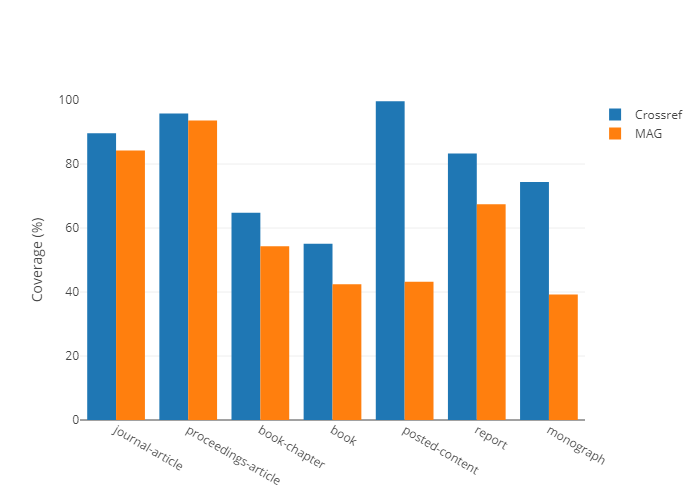 100
80
60
40
20
0
Coverage (%)
journal-article
proceedings-article
book-chapter
book
posted-content
report
monograph
Crossref
MAG